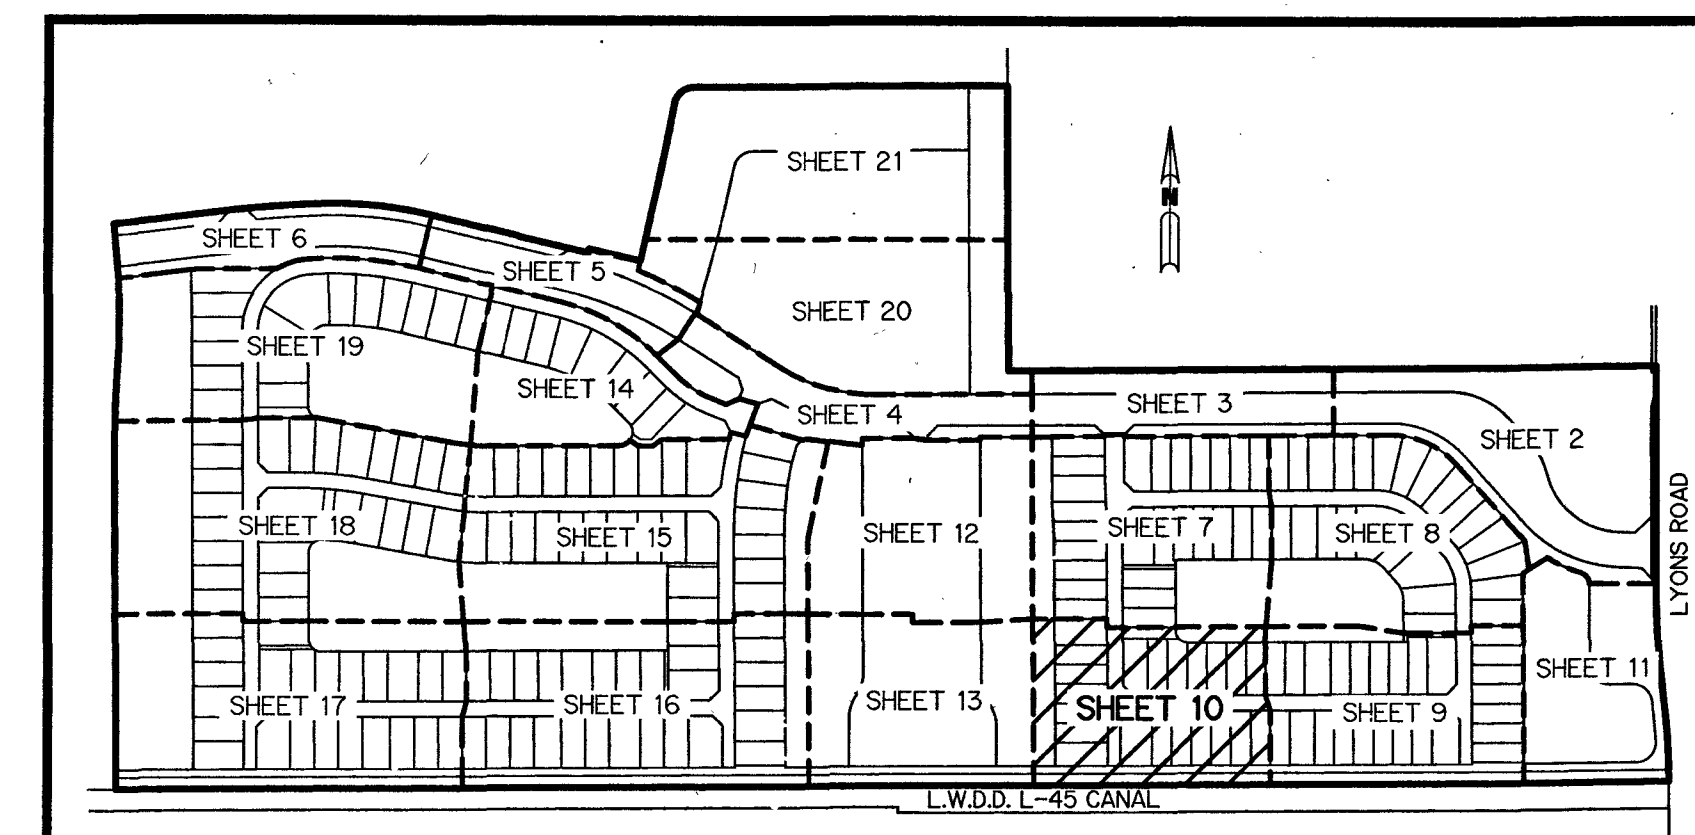 SHEET 21
N
SHEET 6
SHEET 5
SHEET 20
SHEET 19
SHEET 14
SHEET 4
SHEET 3
SHEET 2
SHEET 18
SHEET 15
SHEET 12
SHEET 7
SHEET 8
LYONS ROAD
SHEET 11
SHEET 17
SHEET 16
SHEET 13
SHEET 10
SHEET 9
L.W.D.D. L-45 CANAL